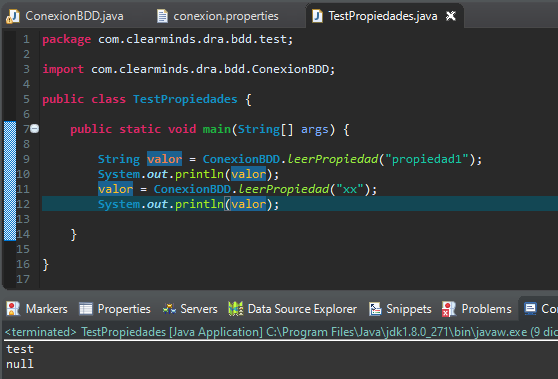 ConexionBDD.java conexion.properties TestPropiedades.java
1 package com.clearminds.dra.bdd.test;
2
3 import com.clearminds.dra.bdd.ConexionBDD;
4
5 public class TestPropiedades {
6
7 public static void main(String[] args) {
8
9 String valor = ConexionBDD.leerPropiedad("propiedad1");
10 System.out.println(valor);
11 valor = ConexionBDD.leerPropiedad("xx");
12 System.out.println(valor);
13
14 }
15
16 }
17
Markers Properties Servers Data Source Explorer Snippets Problems Co
<terminated> TestPropiedades [Java Application] C:\Program Files\Java\jdk1.8.0_271\bin\javaw.exe (9 dic
test
null